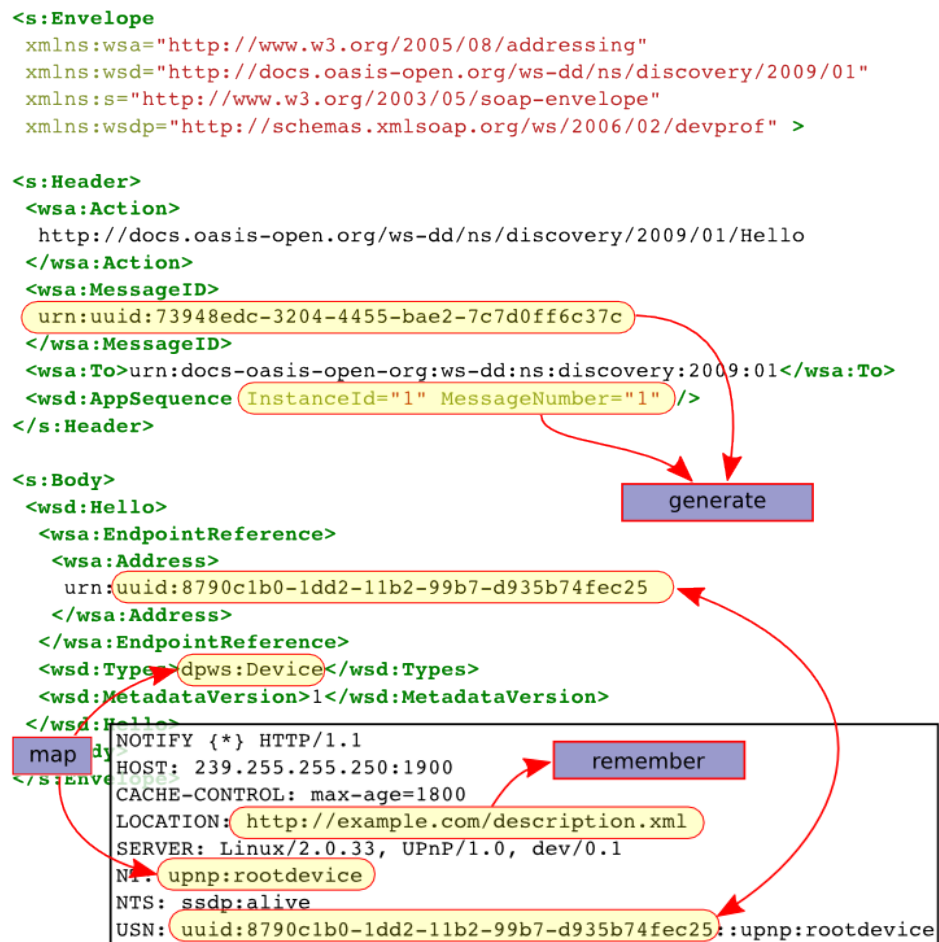 <s:Envelope
xmlns:wsa="http://www.w3.org/2005/08/addressing"
xmlns:wsd="http://docs.oasis-open.org/ws-dd/ns/discovery/2009/01"
xmlns:s="http://www.w3.org/2003/05/soap-envelope"
xmlns:wsdp="http://schemas.xmlsoap.org/ws/2006/02/devprof" >
<s:Header>
<wsa:Action>
http://docs.oasis-open.org/ws-dd/ns/discovery/2009/01/Hello
</wsa:Action>
<wsa:MessageID>
urn:uuid:73948edc-3204-4455-bae2-7c7d0ff6c37c
</wsa:MessageID>
<wsa:To>urn:docs-oasis-open-org:ws-dd:ns:discovery:2009:01</wsa:To>
<wsd:AppSequence InstanceId="1" MessageNumber="1" />
</s:Header>
generate
<s:Body>
<wsd:Hello>
<wsa:EndpointReference>
<wsa:Address>
urn:uuid:8790c1b0-1dd2-11b2-99b7-d935b74fec25
</wsa:Address>
</wsa:EndpointReference>
<wsd:Types>dpws:Device</wsd:Types>
<wsd:MetadataVersion>1</wsd:MetadataVersion>
</wsd:Hello>
map
</s:Envelope>
NOTIFY {*} HTTP/1.1
HOST: 239.255.255.250:1900
remember
CACHE-CONTROL: max-age=1800
LOCATION: http://example.com/description.xml
SERVER: Linux/2.0.33, UPnP/1.0, dev/0.1
NT: upnp:rootdevice
NTS: ssdp:alive
USN: uuid:8790c1b0-1dd2-11b2-99b7-d935b74fec25::upnp:rootdevice